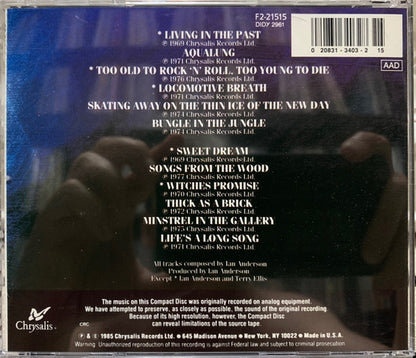 F2-21515
DIDY 2961
0 20831-3403-2 15
AAD
* LIVING IN THE PAST
℗ 1969 Chrysalis Records Ltd.
AQUALUNG
℗ 1971 Chrysalis Records Ltd.
* TOO OLD TO ROCK 'N' ROLL, TOO YOUNG TO DIE
℗ 1976 Chrysalis Records Ltd.
* LOCOMOTIVE BREATH
℗ 1971 Chrysalis Records Ltd.
SKATING AWAY ON THE THIN ICE OF THE NEW DAY
℗ 1974 Chrysalis Records Ltd.
BUNGLE IN THE JUNGLE
℗ 1974 Chrysalis Records Ltd.
* SWEET DREAM
℗ 1969 Chrysalis Records Ltd.
SONGS FROM THE WOOD
℗ 1977 Chrysalis Records Ltd.
* WITCHES PROMISE
℗ 1970 Chrysalis Records Ltd.
THICK AS A BRICK
℗ 1972 Chrysalis Records Ltd.
MINSTREL IN THE GALLERY
℗ 1975 Chrysalis Records Ltd.
LIFE'S A LONG SONG
℗ 1971 Chrysalis Records Ltd.
All tracks composed by Ian Anderson
Produced by Ian Anderson
Except * Ian Anderson and Terry Ellis
The music on this Compact Disc was originally recorded on analog equipment.
We have attempted to preserve, as closely as possible, the sound of the original recording.
Because of its high resolution, however, the Compact Disc can
reveal limitations of the source tape.
Chrysalis
CRC
℗ & © 1985 Chrysalis Records Ltd. ● 645 Madison Avenue ● New York, NY 10022 ● Made in U.S.A.
Warning: Unauthorized reproduction of this recording is against Federal law and subject to criminal prosecution